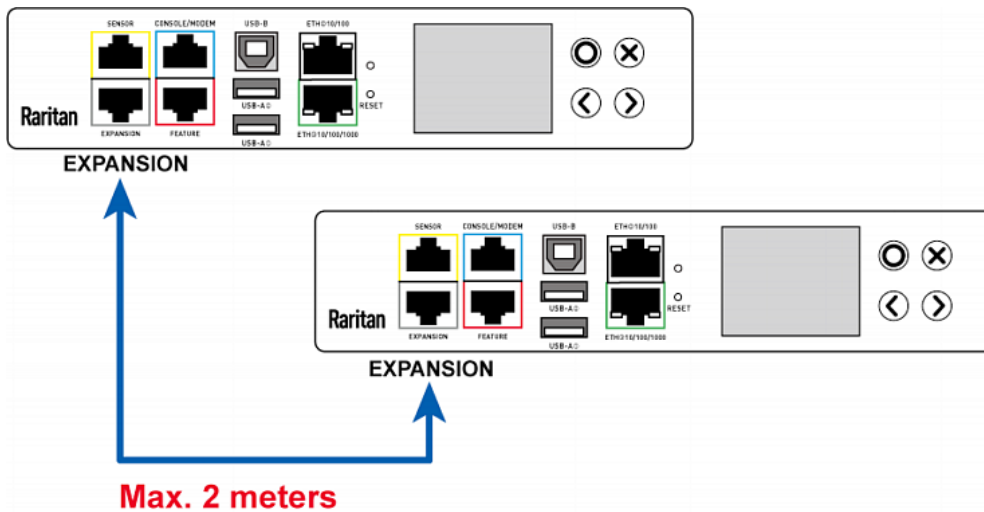 SENSOR CONSOLE/MODEM USB-B ETH⊙10/100
USB-A
RESET
Raritan
EXPANSION FEATURE USB-A ETH⊙10/100/1000
EXPANSION
SENSOR CONSOLE/MODEM USB-B ETH⊙10/100
USB-A
RESET
Raritan
EXPANSION FEATURE USB-A ETH⊙10/100/1000
EXPANSION
Max. 2 meters